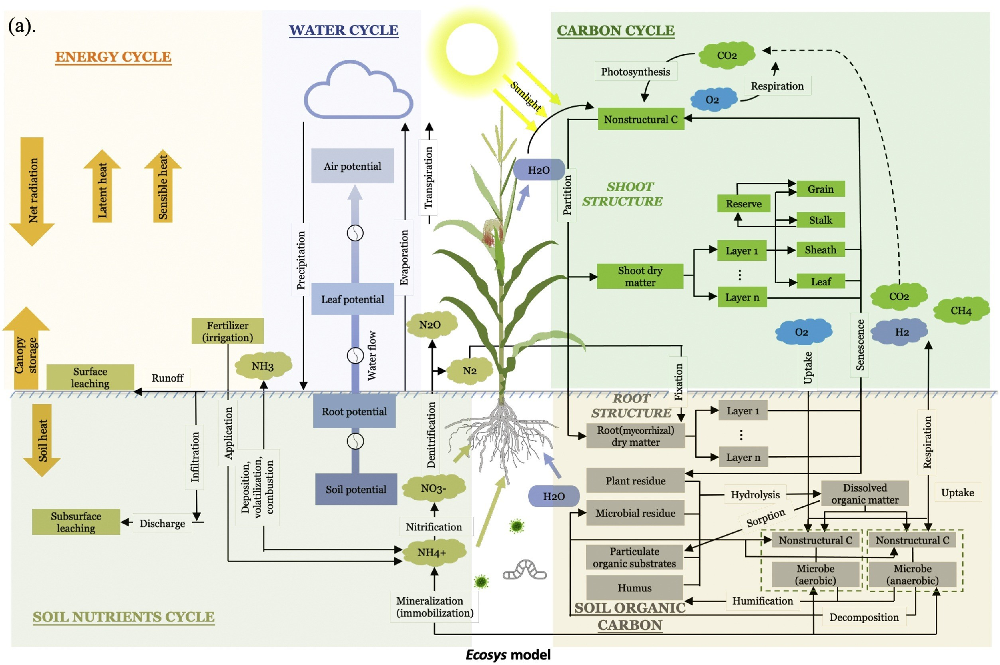 (a).
ENERGY CYCLE
Net radiation
Latent heat
Sensible heat
Canopy
storage
Surface
leaching
Runoff
Fertilizer
(irrigation)
NH3
WATER CYCLE
Air potential
Leaf potential
Precipitation
Evaporation
Transpiration
Water flow
Root potential
Soil potential
Sunlight
H2O
N2O
N2
CARBON CYCLE
CO2
Photosynthesis
Respiration
O2
Nonstructural C
Partition
SHOOT
STRUCTURE
Reserve
Grain
Stalk
Layer 1
Sheath
Shoot dry
matter
⋮
Leaf
Layer n
CO2
CH4
O2
H2
Uptake
Senescence
Fixation
Soil heat
Infiltration
Application
Deposition,
volatilization,
combustion
Denitrification
Subsurface
leaching
Discharge
NO3-
Nitrification
NH4+
Mineralization
(immobilization)
SOIL NUTRIENTS CYCLE
H2O
ROOT
STRUCTURE
Root(mycorrhizal)
dry matter
Layer 1
⋮
Layer n
Respiration
Uptake
Plant residue
Hydrolysis
Dissolved
organic matter
Microbial residue
Sorption
Particulate
organic substrates
Nonstructural C
Nonstructural C
Humus
Microbe
(aerobic)
Microbe
(anaerobic)
Humification
SOIL ORGANIC
CARBON
Decomposition
Ecosys model